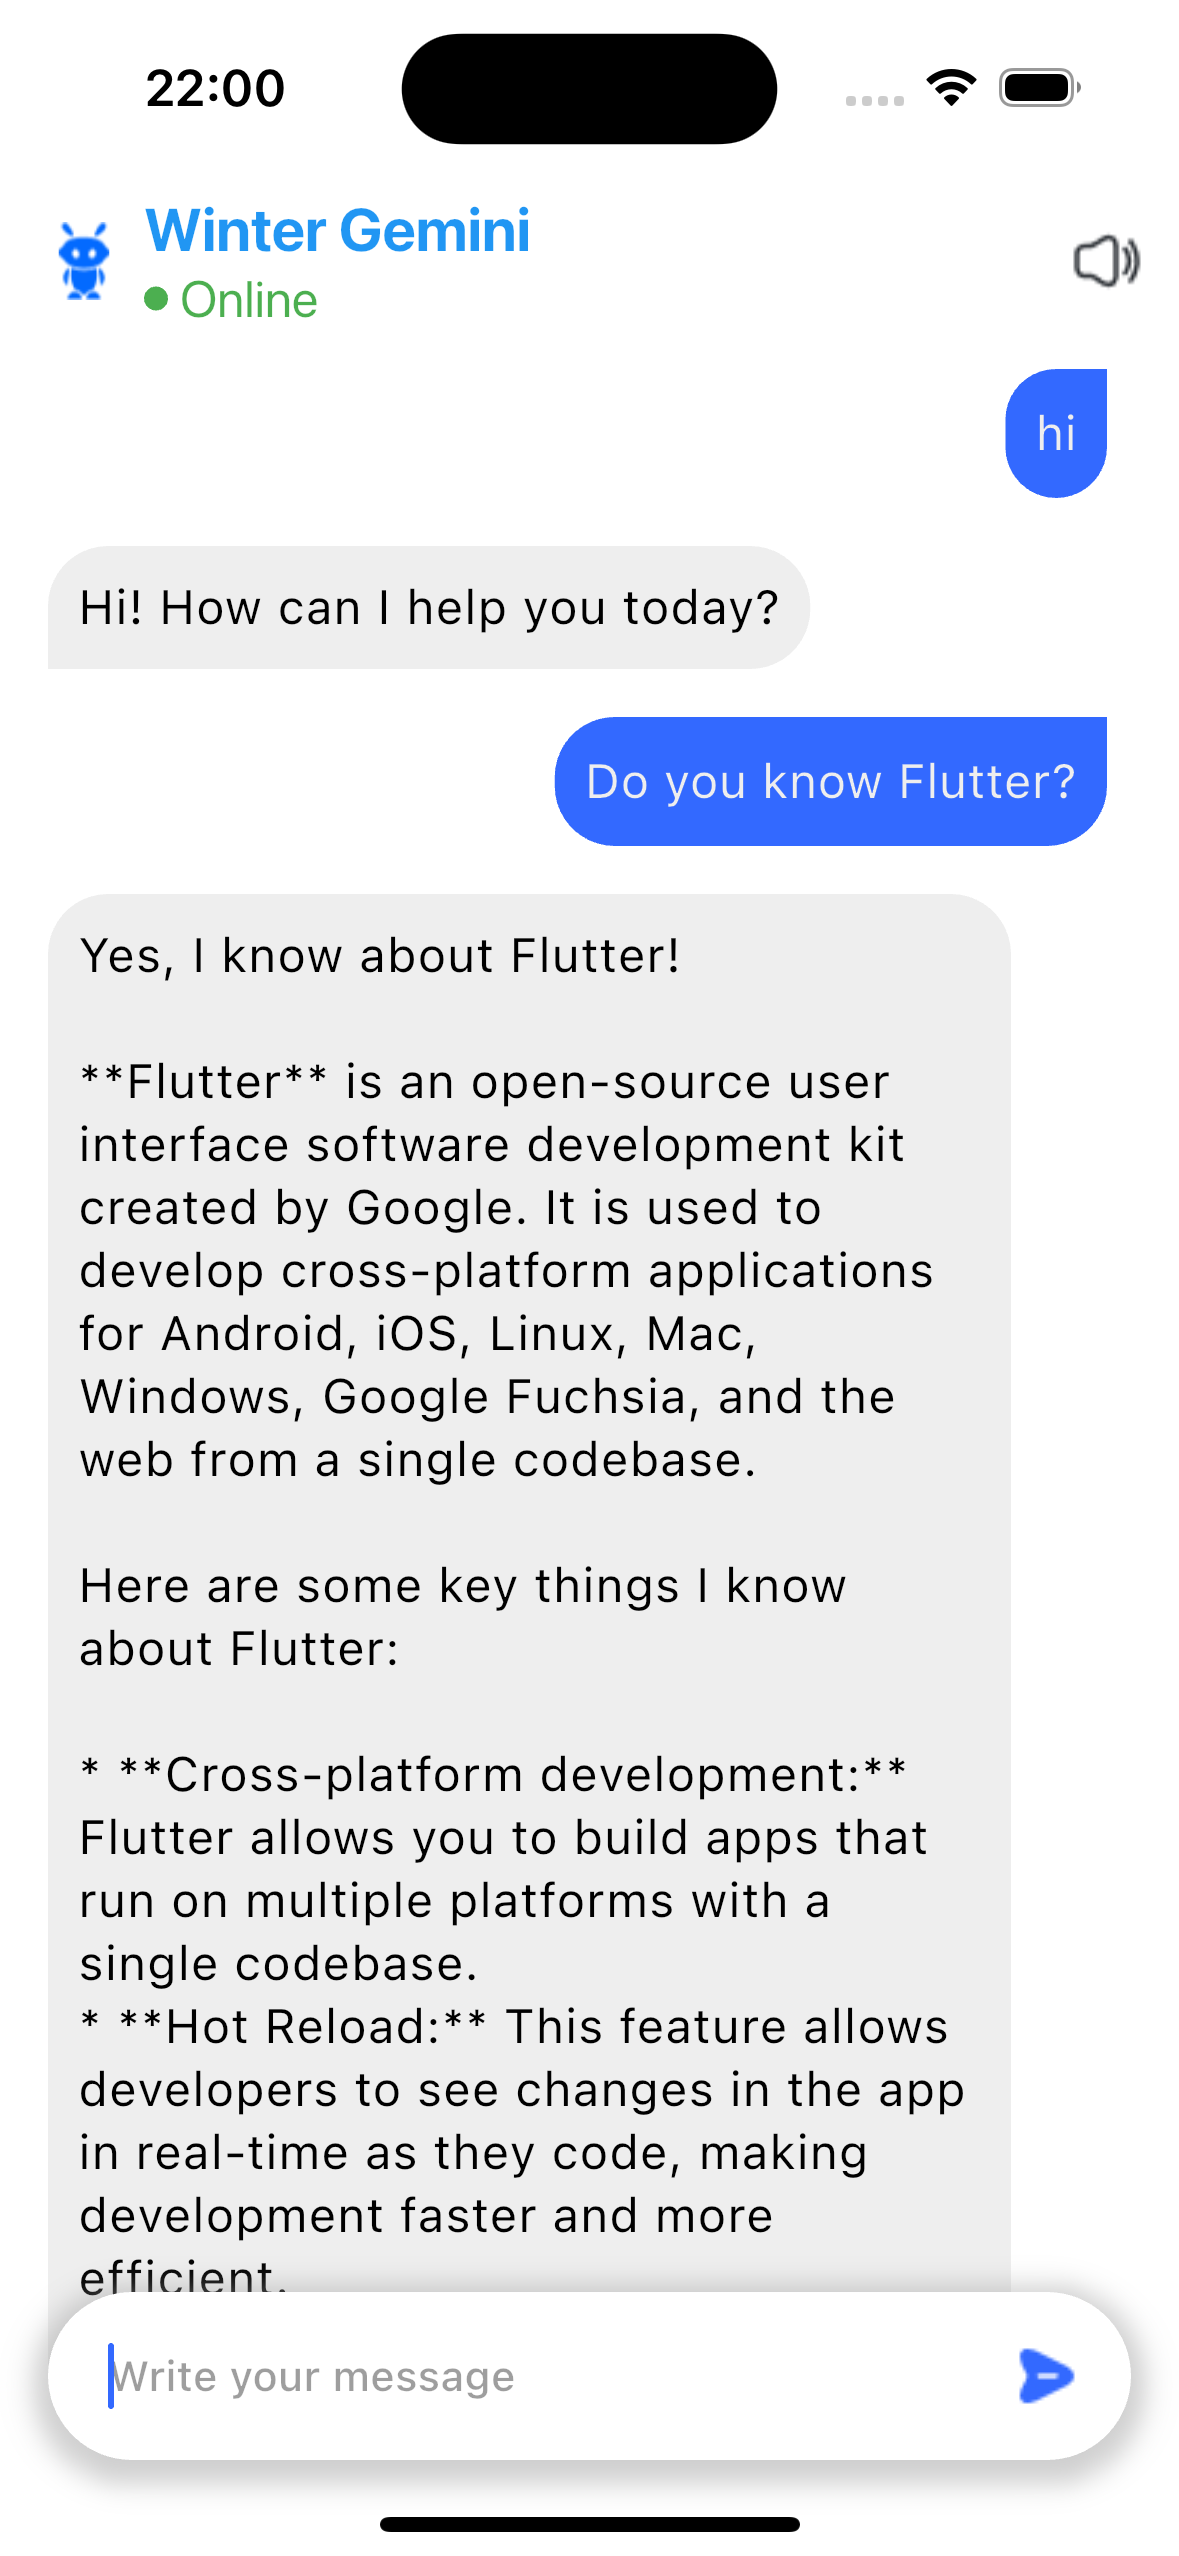 22:00
Winter Gemini
Online
hi
Hi! How can I help you today?
Do you know Flutter?
Yes, I know about Flutter!
**Flutter** is an open-source user
interface software development kit
created by Google. It is used to
develop cross-platform applications
for Android, iOS, Linux, Mac,
Windows, Google Fuchsia, and the
web from a single codebase.
Here are some key things I know
about Flutter:
* **Cross-platform development:**
Flutter allows you to build apps that
run on multiple platforms with a
single codebase.
* **Hot Reload:** This feature allows
developers to see changes in the app
in real-time as they code, making
development faster and more
efficient.
Write your message